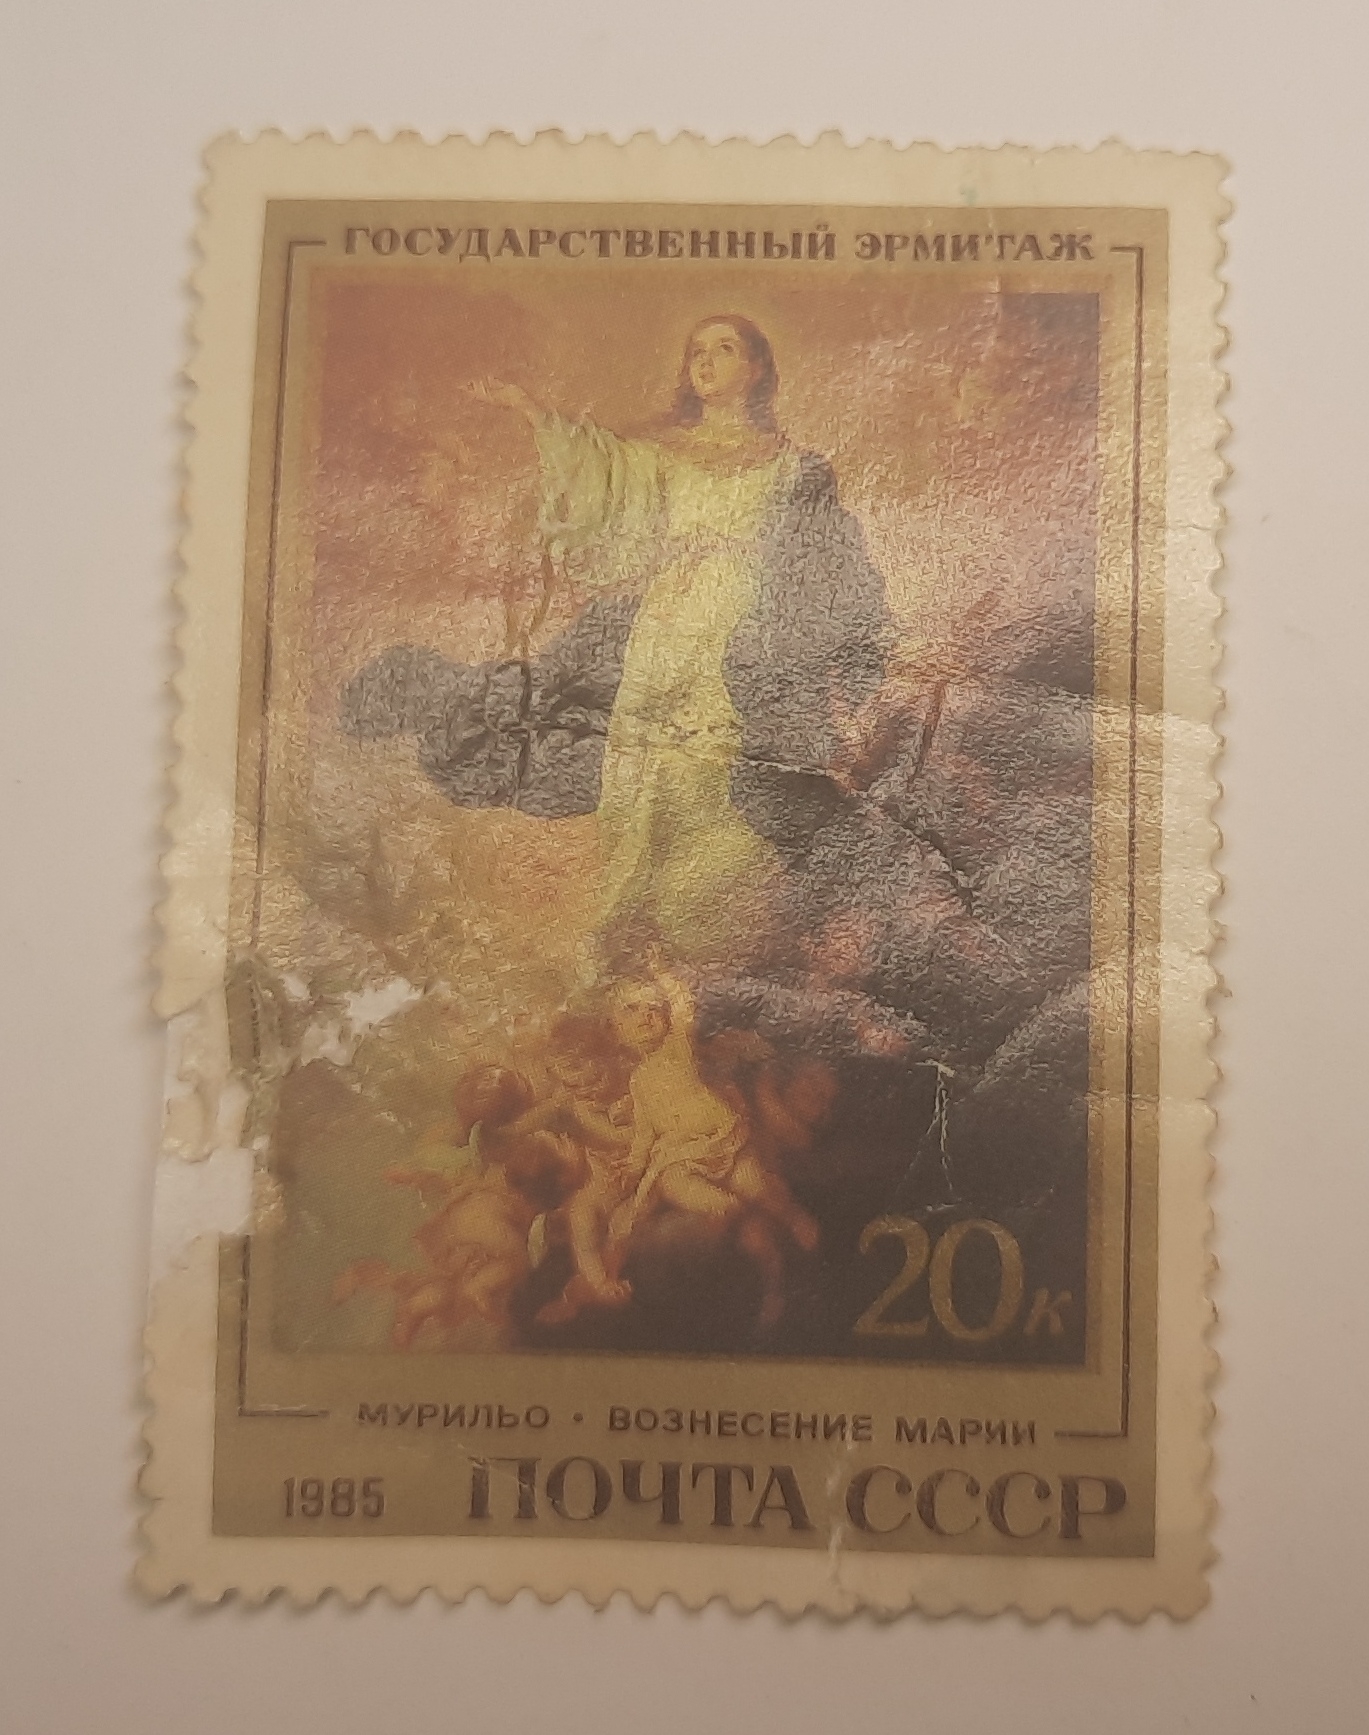 ГОСУДАРСТВЕННЫЙ ЭРМИТАЖ
20к
МУРИЛЬО · ВОЗНЕСЕНИЕ МАРИИ
1985 ПОЧТА СССР